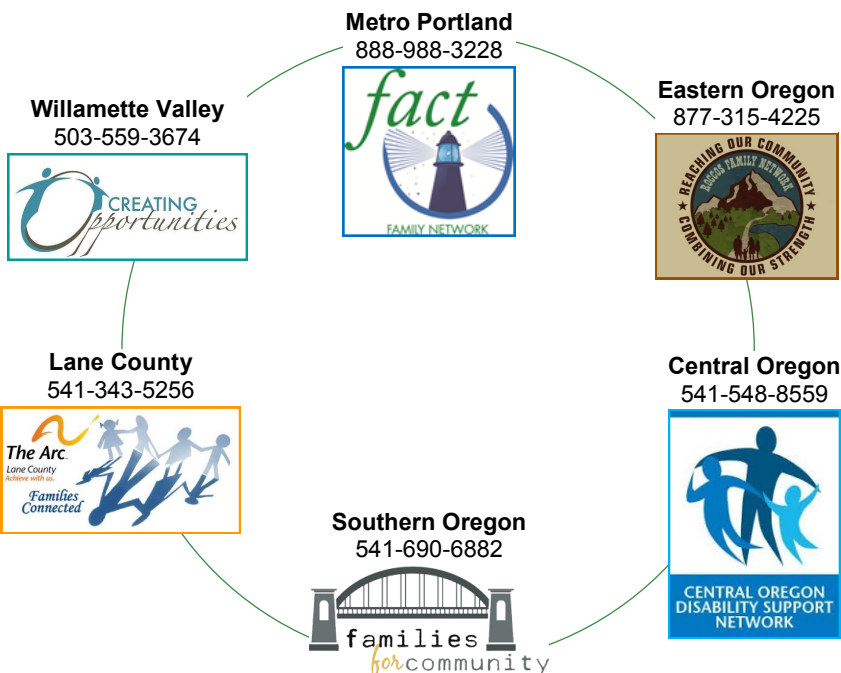 Metro Portland
888-988-3228
fact
FAMILY NETWORK
Eastern Oregon
877-315-4225
REACHING OUR COMMUNITY
ROCCOS FAMILY NETWORK
COMBINING OUR STRENGTH
Willamette Valley
503-559-3674
CREATING
Opportunities
Lane County
541-343-5256
The Arc
Lane County
Achieve with us.
Families
Connected
Central Oregon
541-548-8559
CENTRAL OREGON
DISABILITY SUPPORT
NETWORK
Southern Oregon
541-690-6882
families
forcommunity